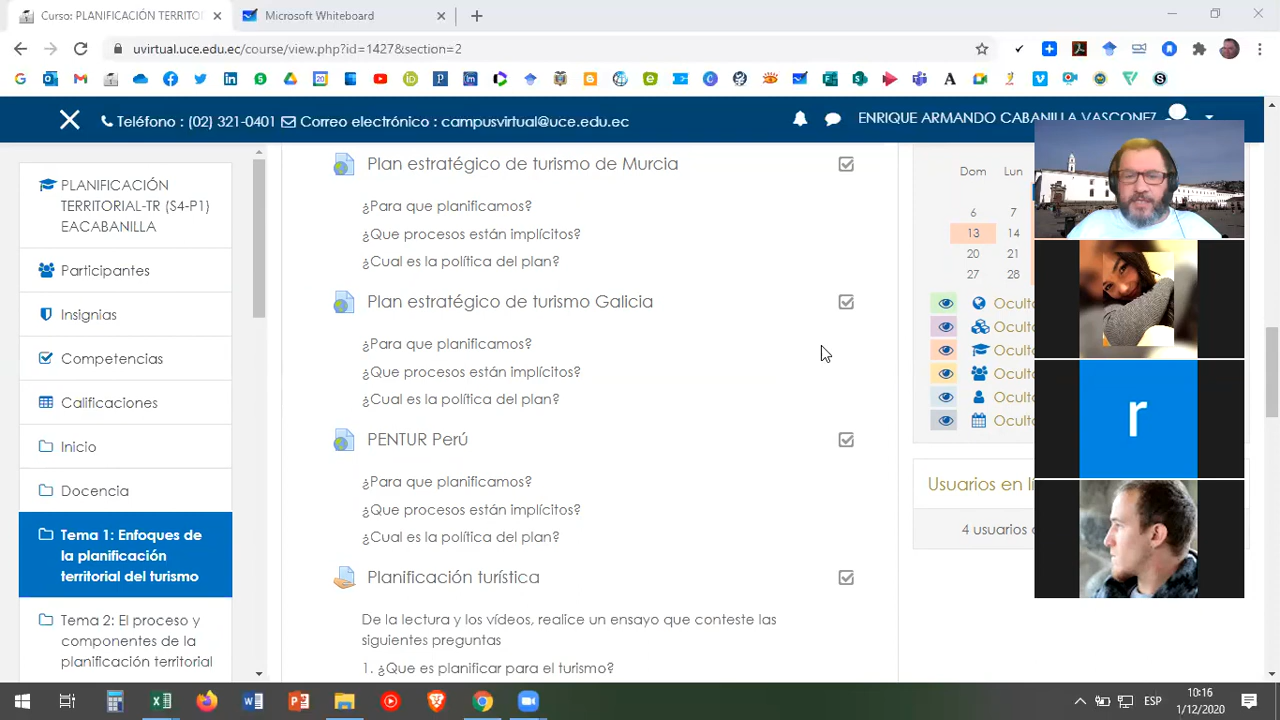 Curso: PLANIFICACIÓN TERRITO
Microsoft Whiteboard
uvirtual.uce.edu.ec/course/view.php?id=1427&section=2
Teléfono : (02) 321-0401 Correo electrónico : campusvirtual@uce.edu.ec
ENRIQUE ARMANDO CABANILLA VASCONEZ
PLANIFICACIÓN
TERRITORIAL-TR (S4-P1)
EACABANILLA
Participantes
Insignias
Competencias
Calificaciones
Inicio
Docencia
Tema 1: Enfoques de
la planificación
territorial del turismo
Tema 2: El proceso y
componentes de la
planificación territorial
Plan estratégico de turismo de Murcia
¿Para que planificamos?
¿Que procesos están implícitos?
¿Cual es la política del plan?
Plan estratégico de turismo Galicia
¿Para que planificamos?
¿Que procesos están implícitos?
¿Cual es la política del plan?
PENTUR Perú
¿Para que planificamos?
¿Que procesos están implícitos?
¿Cual es la política del plan?
Planificación turística
De la lectura y los vídeos, realice un ensayo que conteste las
siguientes preguntas
1. ¿Que es planificar para el turismo?
Dom Lun
6 7
13 14
20 21
27 28
Oculto
Oculto
Oculto
Oculto
Oculto
Oculto
Usuarios en lí
4 usuarios
r
ESP
10:16
1/12/2020